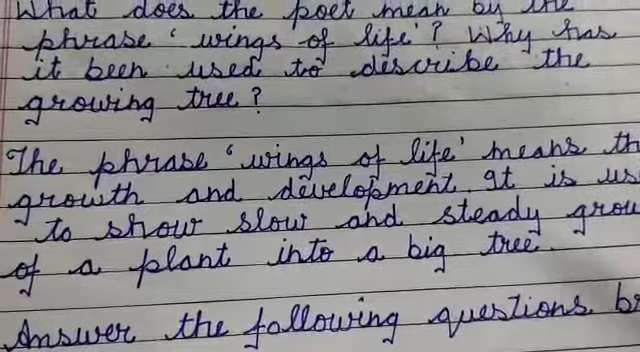 What does the poet mean by the
phrase 'wings of life'? Why has
it been used to describe the
growing tree?
The phrase 'wings of life' means th
growth and development. It is us
to show slow and steady grow
of a plant into a big tree.
Answer the following questions br